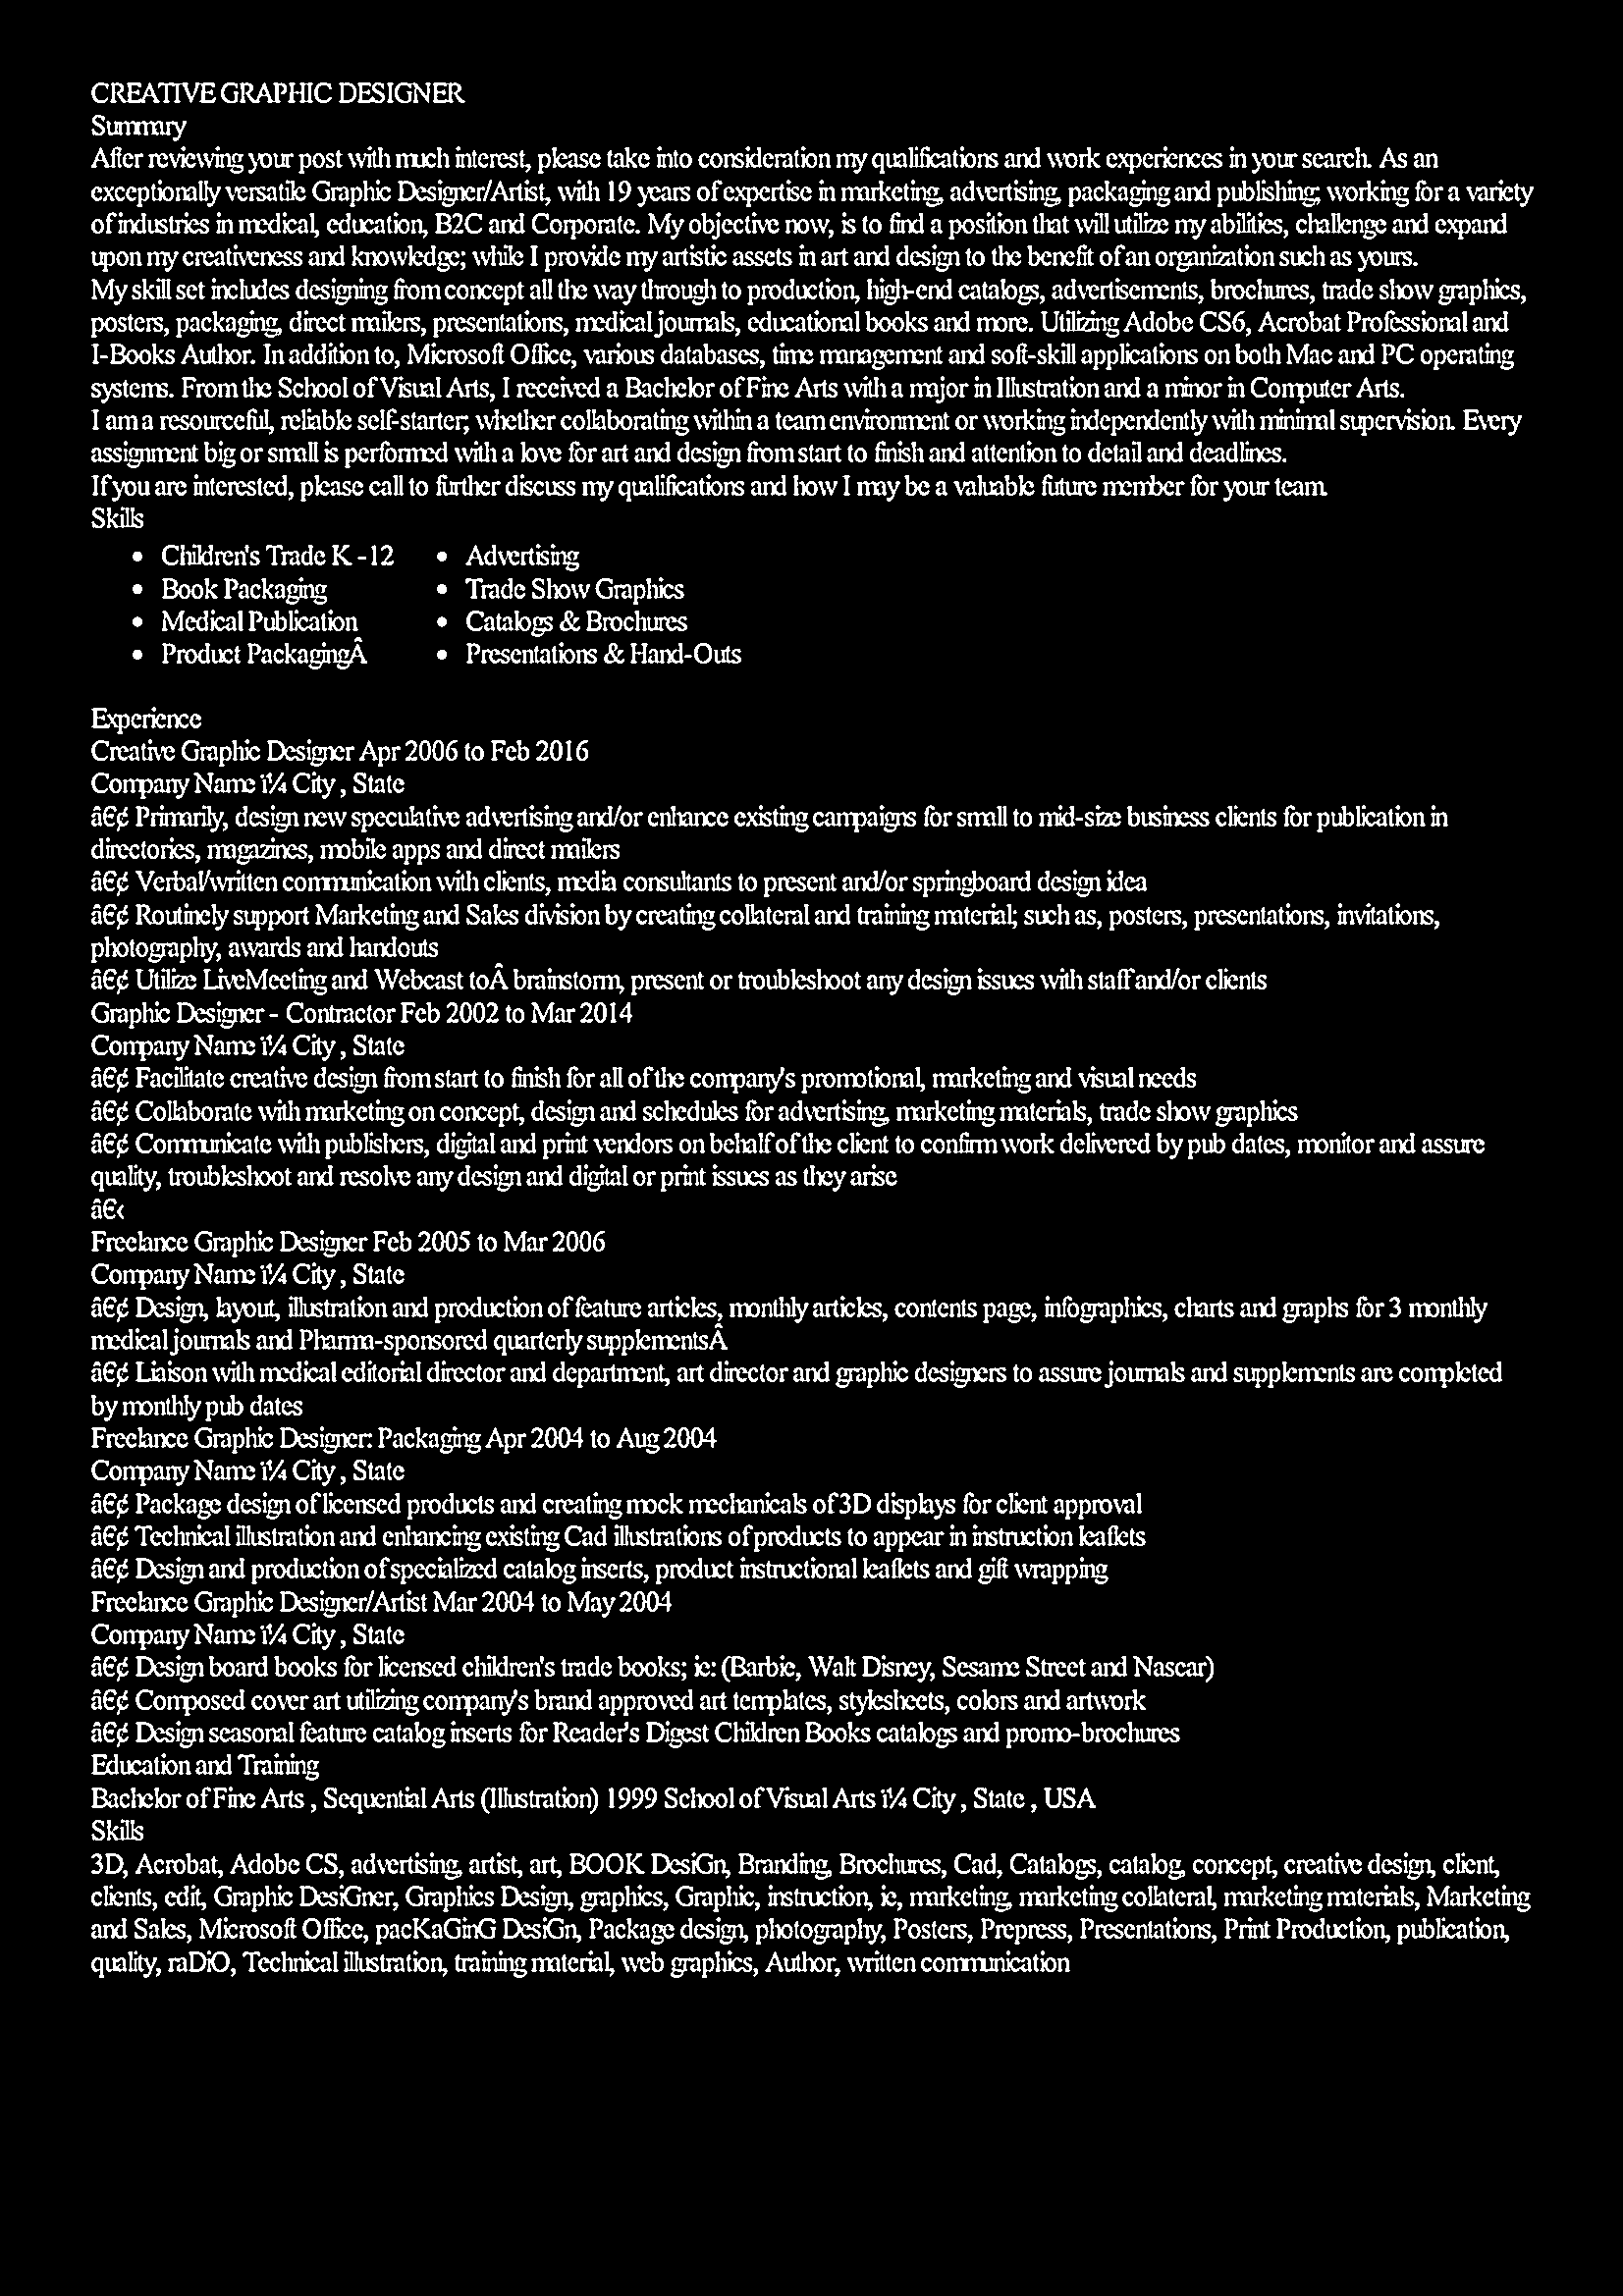 CREATIVE GRAPHIC DESIGNER
Summary
After reviewing your post with much interest, please take into consideration my qualifications and work experiences in your search. As an
exceptionally versatile Graphic Designer/Artist, with 19 years of expertise in marketing, advertising, packaging and publishing; working for a variety
of industries in medical, education, B2C and Corporate. My objective now, is to find a position that will utilize my abilities, challenge and expand
upon my creativeness and knowledge; while I provide my artistic assets in art and design to the benefit of an organization such as yours.
My skill set includes designing from concept all the way through to production, high-end catalogs, advertisements, brochures, trade show graphics,
posters, packaging, direct mailers, presentations, medical journals, educational books and more. Utilizing Adobe CS6, Acrobat Professional and
I-Books Author. In addition to, Microsoft Office, various databases, time management and soft-skill applications on both Mac and PC operating
systems. From the School of Visual Arts, I received a Bachelor of Fine Arts with a major in Illustration and a minor in Computer Arts.
I am a resourceful, reliable self-starter; whether collaborating within a team environment or working independently with minimal supervision. Every
assignment big or small is performed with a love for art and design from start to finish and attention to detail and deadlines.
If you are interested, please call to further discuss my qualifications and how I may be a valuable future member for your team.
Skills
• Children's Trade K -12 • Advertising
• Book Packaging • Trade Show Graphics
• Medical Publication • Catalogs & Brochures
• Product PackagingÂ • Presentations & Hand-Outs
Experience
Creative Graphic Designer Apr 2006 to Feb 2016
Company Name ï¼ City , State
â€¢ Primarily, design new speculative advertising and/or enhance existing campaigns for small to mid-size business clients for publication in
directories, magazines, mobile apps and direct mailers
â€¢ Verbal/written communication with clients, media consultants to present and/or springboard design idea
â€¢ Routinely support Marketing and Sales division by creating collateral and training material; such as, posters, presentations, invitations,
photography, awards and handouts
â€¢ Utilize LiveMeeting and Webcast toÂ brainstorm, present or troubleshoot any design issues with staff and/or clients
Graphic Designer - Contractor Feb 2002 to Mar 2014
Company Name ï¼ City , State
â€¢ Facilitate creative design from start to finish for all of the company's promotional, marketing and visual needs
â€¢ Collaborate with marketing on concept, design and schedules for advertising, marketing materials, trade show graphics
â€¢ Communicate with publishers, digital and print vendors on behalf of the client to confirm work delivered by pub dates, monitor and assure
quality, troubleshoot and resolve any design and digital or print issues as they arise
â€‹
Freelance Graphic Designer Feb 2005 to Mar 2006
Company Name ï¼ City , State
â€¢ Design, layout, illustration and production of feature articles, monthly articles, contents page, infographics, charts and graphs for 3 monthly
medical journals and Pharma-sponsored quarterly supplementsÂ
â€¢ Liaison with medical editorial director and department, art director and graphic designers to assure journals and supplements are completed
by monthly pub dates
Freelance Graphic Designer: Packaging Apr 2004 to Aug 2004
Company Name ï¼ City , State
â€¢ Package design of licensed products and creating mock mechanicals of 3D displays for client approval
â€¢ Technical illustration and enhancing existing Cad illustrations of products to appear in instruction leaflets
â€¢ Design and production of specialized catalog inserts, product instructional leaflets and gift wrapping
Freelance Graphic Designer/Artist Mar 2004 to May 2004
Company Name ï¼ City , State
â€¢ Design board books for licensed children's trade books; ie: (Barbie, Walt Disney, Sesame Street and Nascar)
â€¢ Composed cover art utilizing company's brand approved art templates, stylesheets, colors and artwork
â€¢ Design seasonal feature catalog inserts for Reader's Digest Children Books catalogs and promo-brochures
Education and Training
Bachelor of Fine Arts , Sequential Arts (Illustration) 1999 School of Visual Arts ï¼ City , State , USA
Skills
3D, Acrobat, Adobe CS, advertising, artist, art, BOOK DesiGn, Branding, Brochures, Cad, Catalogs, catalog, concept, creative design, client,
clients, edit, Graphic DesiGner, Graphics Design, graphics, Graphic, instruction, ie, marketing, marketing collateral, marketing materials, Marketing
and Sales, Microsoft Office, pacKaGinG DesiGn, Package design, photography, Posters, Prepress, Presentations, Print Production, publication,
quality, raDiO, Technical illustration, training material, web graphics, Author, written communication